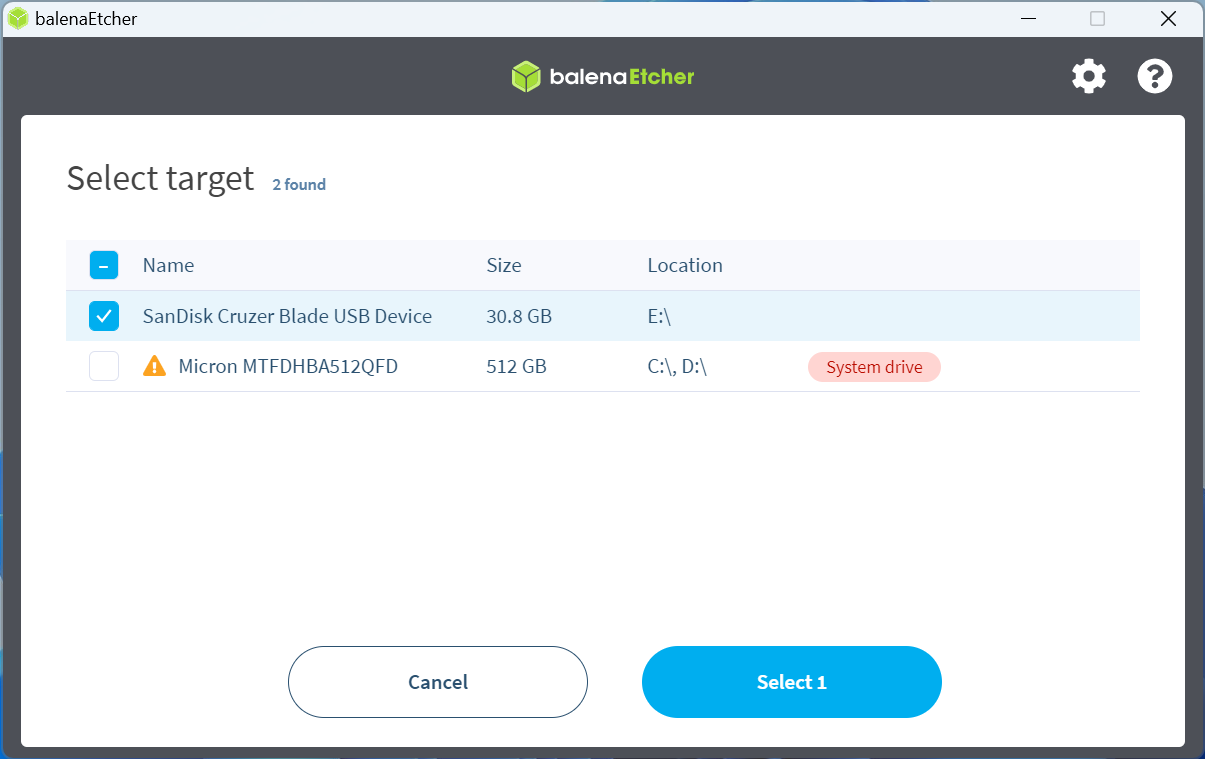 balenaEtcher
balenaEtcher
Select target 2 found
Name Size Location
SanDisk Cruzer Blade USB Device 30.8 GB E:\
Micron MTFDHBA512QFD 512 GB C:\, D:\ System drive
Cancel Select 1